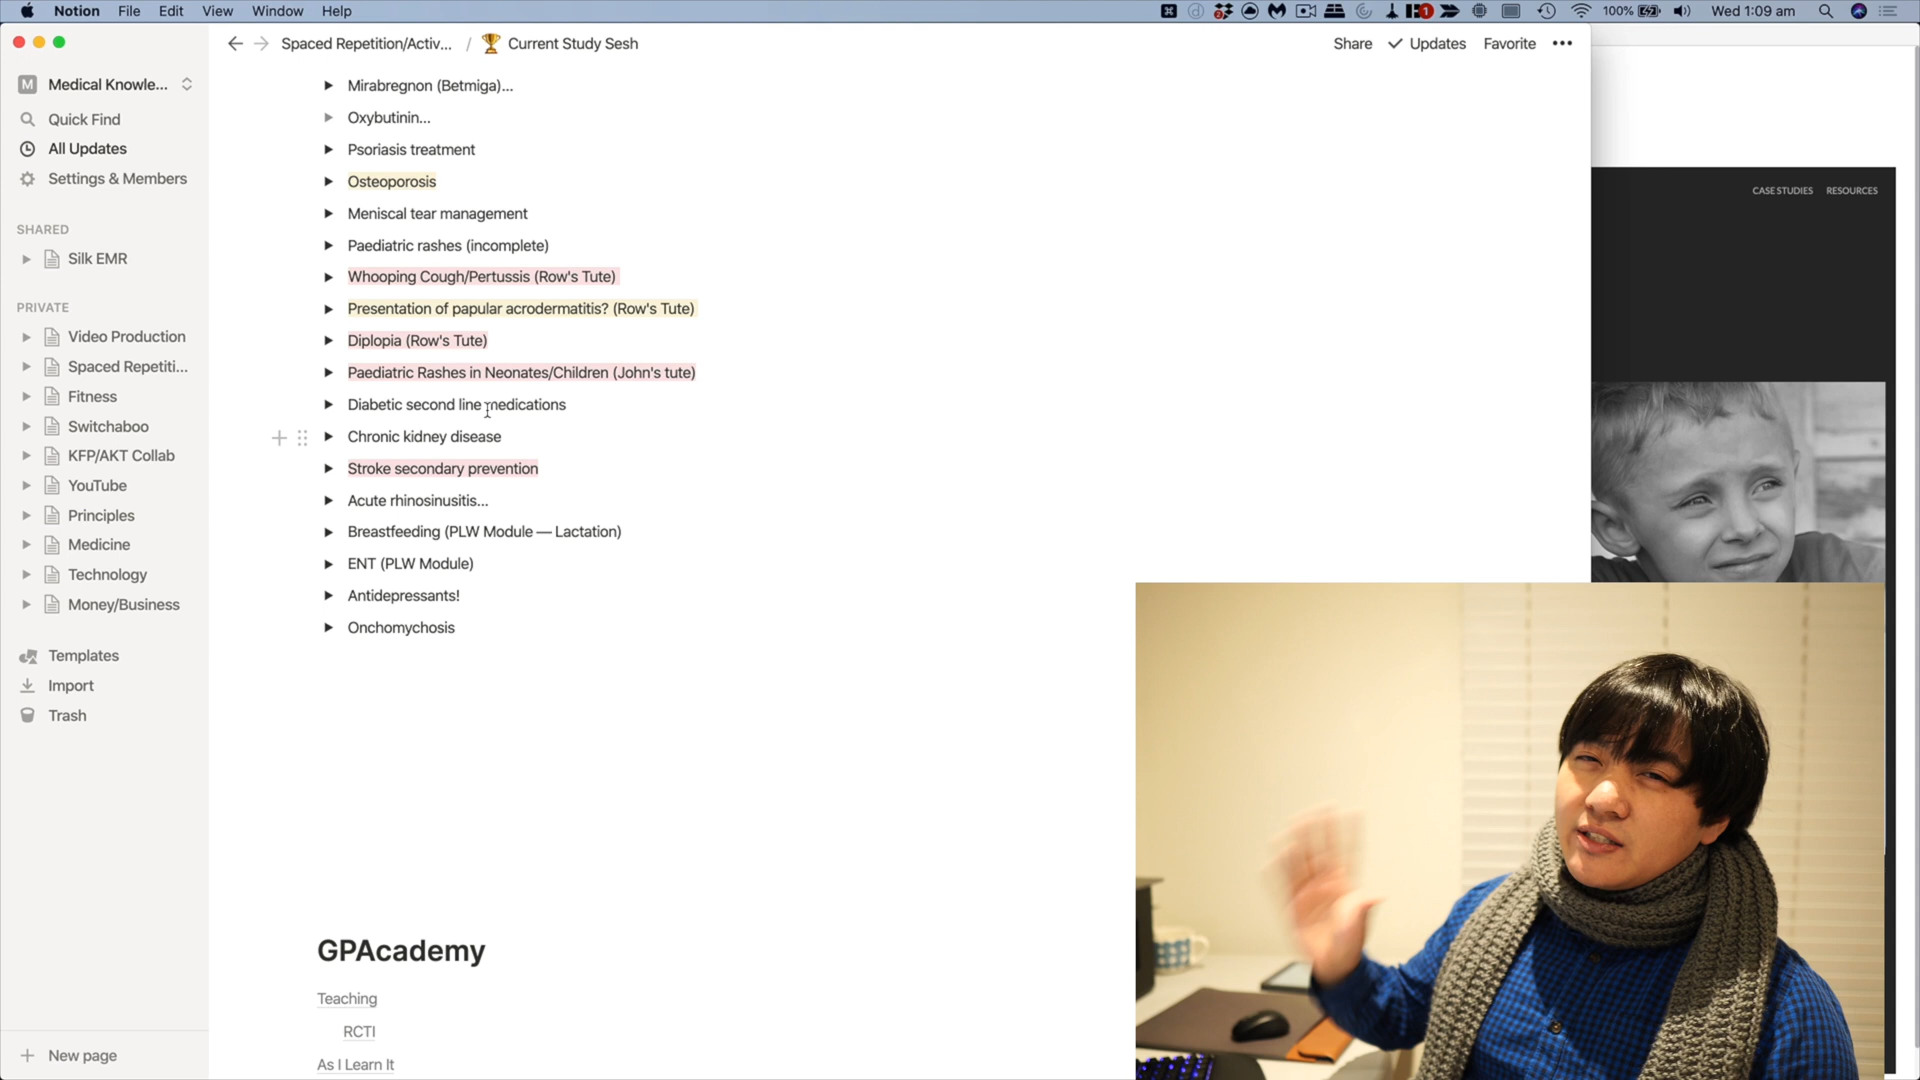 Notion File Edit View Window Help 100% Wed 1:09 am
Spaced Repetition/Activ... / Current Study Sesh Share Updates Favorite
M Medical Knowle...
Quick Find
All Updates
Settings & Members
SHARED
Silk EMR
PRIVATE
Video Production
Spaced Repetiti...
Fitness
Switchaboo
KFP/AKT Collab
YouTube
Principles
Medicine
Technology
Money/Business
Templates
Import
Trash
New page
Mirabregnon (Betmiga)...
Oxybutinin...
Psoriasis treatment
Osteoporosis
Meniscal tear management
Paediatric rashes (incomplete)
Whooping Cough/Pertussis (Row's Tute)
Presentation of papular acrodermatitis? (Row's Tute)
Diplopia (Row's Tute)
Paediatric Rashes in Neonates/Children (John's tute)
Diabetic second line medications
Chronic kidney disease
Stroke secondary prevention
Acute rhinosinusitis...
Breastfeeding (PLW Module — Lactation)
ENT (PLW Module)
Antidepressants!
Onchomychosis
GPAcademy
Teaching
RCTI
As I Learn It
CASE STUDIES RESOURCES